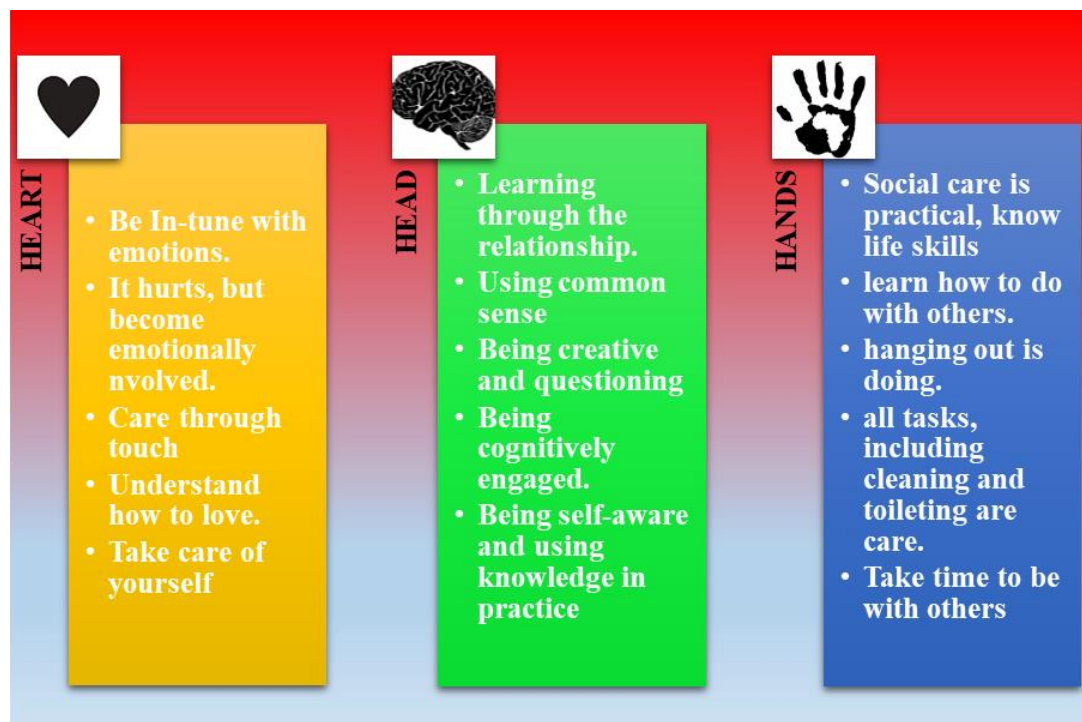 HEART
• Be In-tune with
emotions.
• It hurts, but
become
emotionally
nvolved.
• Care through
touch
• Understand
how to love.
• Take care of
yourself
HEAD
• Learning
through the
relationship.
• Using common
sense
• Being creative
and questioning
• Being
cognitively
engaged.
• Being self-aware
and using
knowledge in
practice
HANDS
• Social care is
practical, know
life skills
• learn how to do
with others.
• hanging out is
doing.
• all tasks,
including
cleaning and
toileting are
care.
• Take time to be
with others